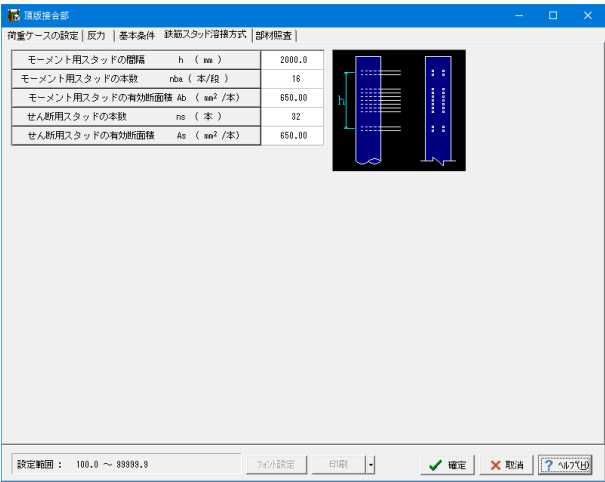 頂版接合部
荷重ケースの設定 反力 基本条件 鉄筋スタッド溶接方式 部材照査
モーメント用スタッドの間隔 h ( mm ) 2000.0
モーメント用スタッドの本数 nba ( 本/段 ) 16
モーメント用スタッドの有効断面積 Ab ( mm² /本) 650.00
せん断用スタッドの本数 ns ( 本 ) 32
せん断用スタッドの有効断面積 As ( mm² /本) 650.00
h
設定範囲 : 100.0 ～ 99999.9
フォント設定 印刷 確定 取消 ? ヘルプ(H)